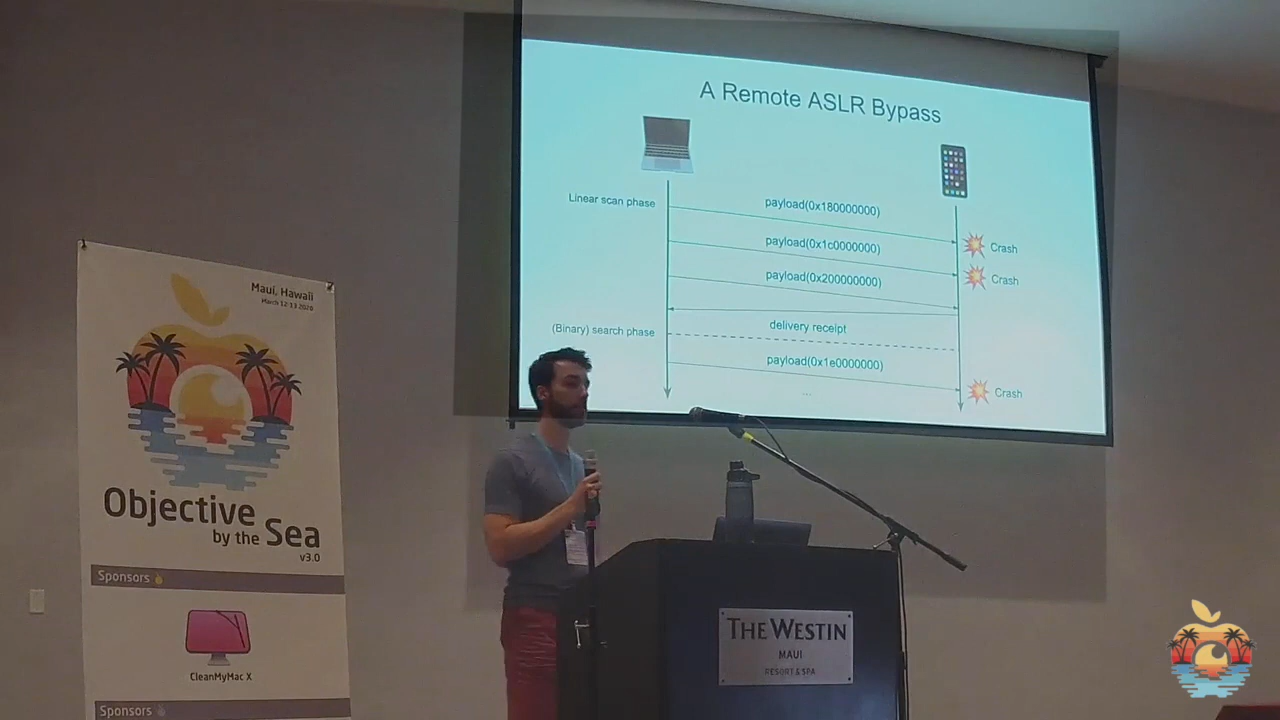 A Remote ASLR Bypass
Linear scan phase
payload(0x180000000)
Crash
payload(0x1c0000000)
Crash
payload(0x200000000)
delivery receipt
(Binary) search phase
payload(0x1e0000000)
Crash
...
Maui, Hawaii
March 12-13 2020
Objective
by the Sea
v3.0
Sponsors
CleanMyMac X
Sponsors
THE WESTIN
MAUI
RESORT & SPA